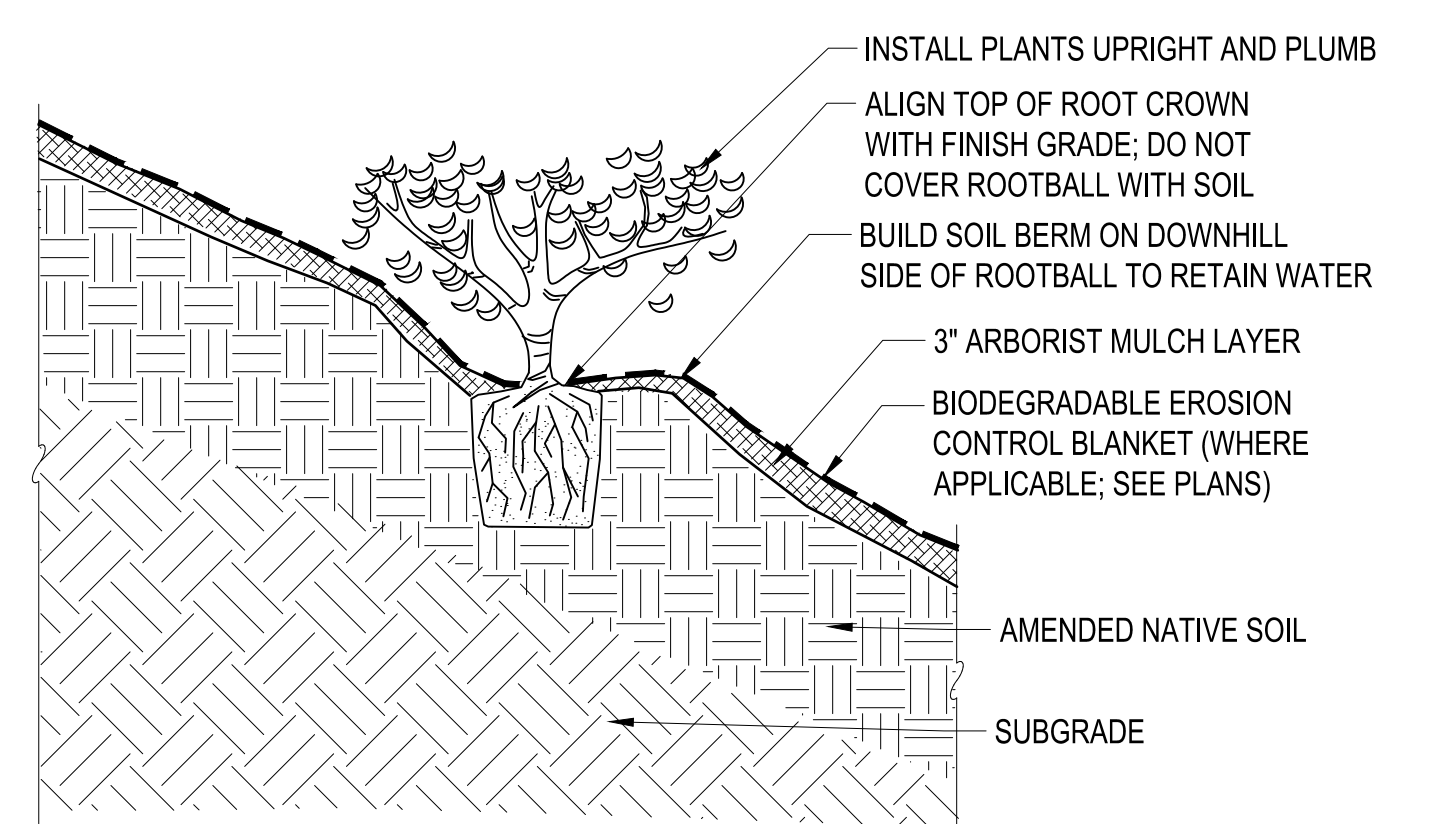 INSTALL PLANTS UPRIGHT AND PLUMB
ALIGN TOP OF ROOT CROWN
WITH FINISH GRADE; DO NOT
COVER ROOTBALL WITH SOIL
BUILD SOIL BERM ON DOWNHILL
SIDE OF ROOTBALL TO RETAIN WATER
3" ARBORIST MULCH LAYER
BIODEGRADABLE EROSION
CONTROL BLANKET (WHERE
APPLICABLE; SEE PLANS)
AMENDED NATIVE SOIL
SUBGRADE